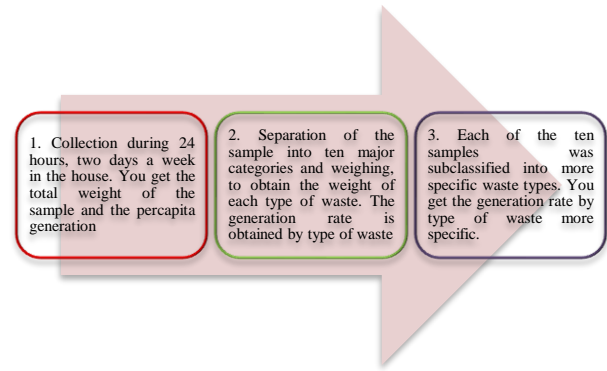 1. Collection during 24
hours, two days a week
in the house. You get the
total weight of the
sample and the percapita
generation
2. Separation of the
sample into ten major
categories and weighing,
to obtain the weight of
each type of waste. The
generation rate is
obtained by type of waste
3. Each of the ten
samples was
subclassified into more
specific waste types. You
get the generation rate by
type of waste more
specific.